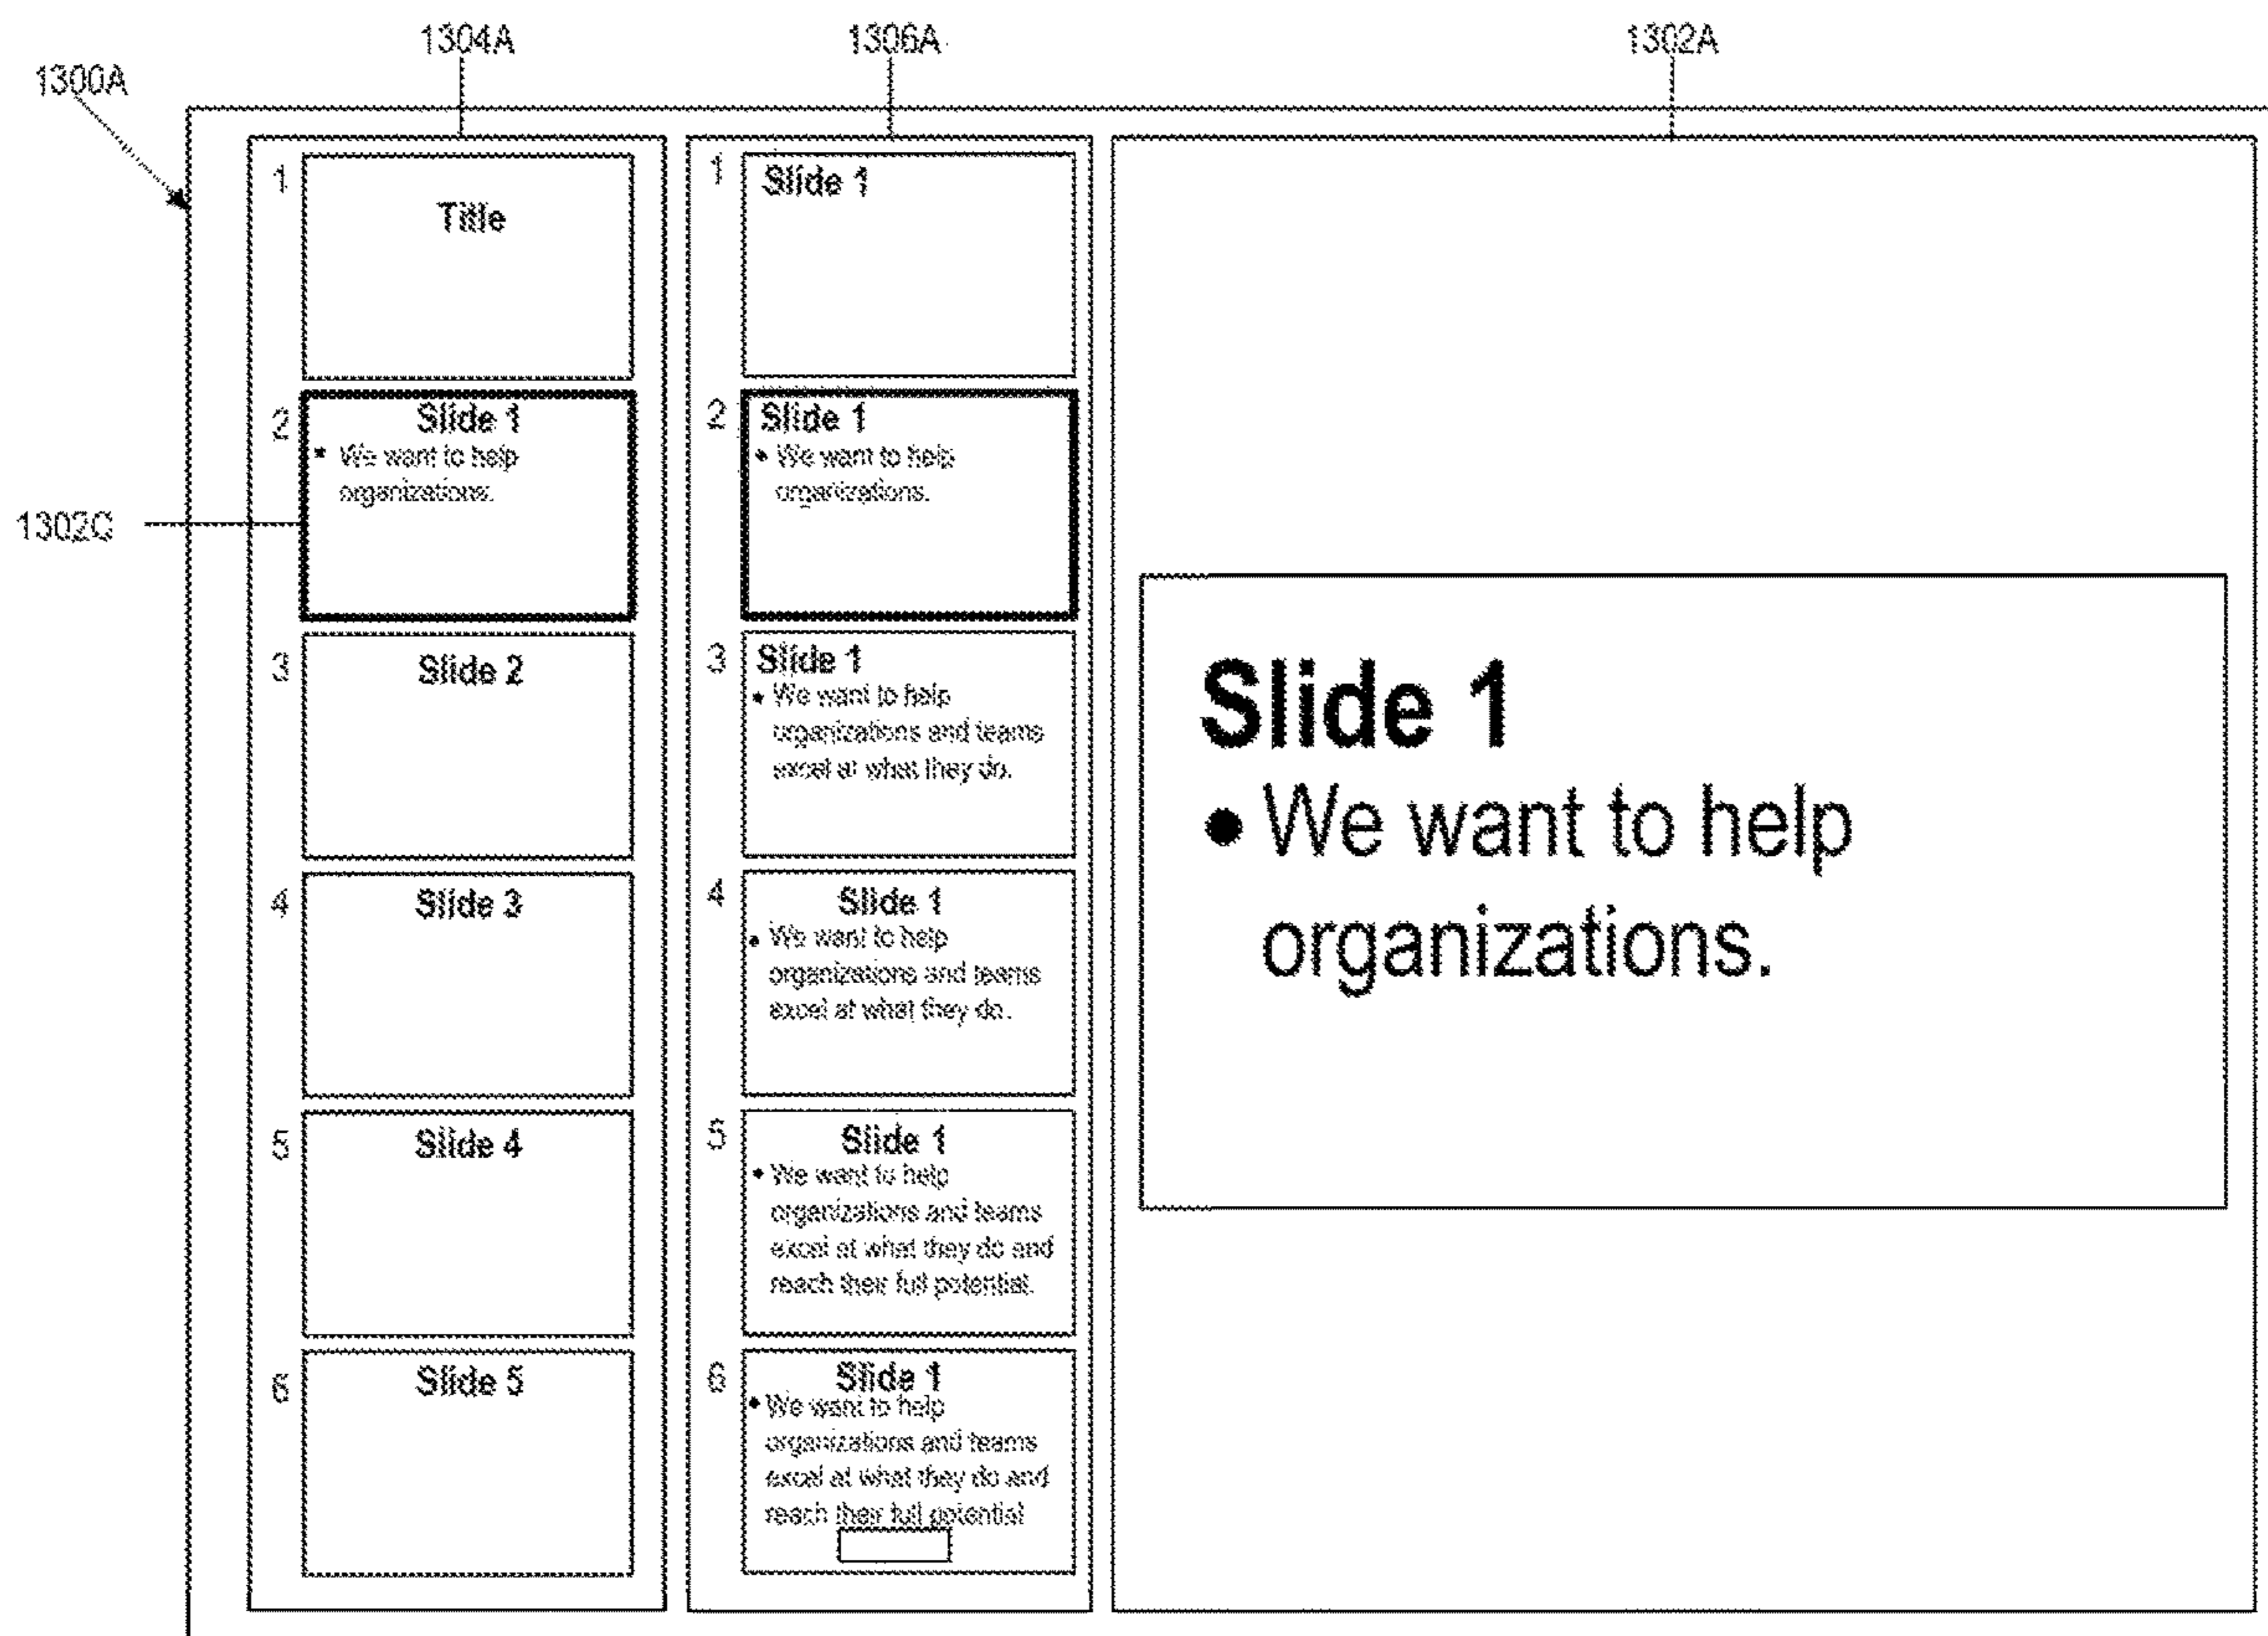 1304A
1306A
1302A
1300A
1
Title
2
Slide 1
• We want to help
organizations.
1302C
3
Slide 2
4
Slide 3
5
Slide 4
6
Slide 5
1
Slide 1
2
Slide 1
• We want to help
organizations.
3
Slide 1
• We want to help
organizations and teams
excel at what they do.
4
Slide 1
• We want to help
organizations and teams
excel at what they do.
5
Slide 1
• We want to help
organizations and teams
excel at what they do and
reach their full potential.
6
Slide 1
• We want to help
organizations and teams
excel at what they do and
reach their full potential
Slide 1
• We want to help
organizations.